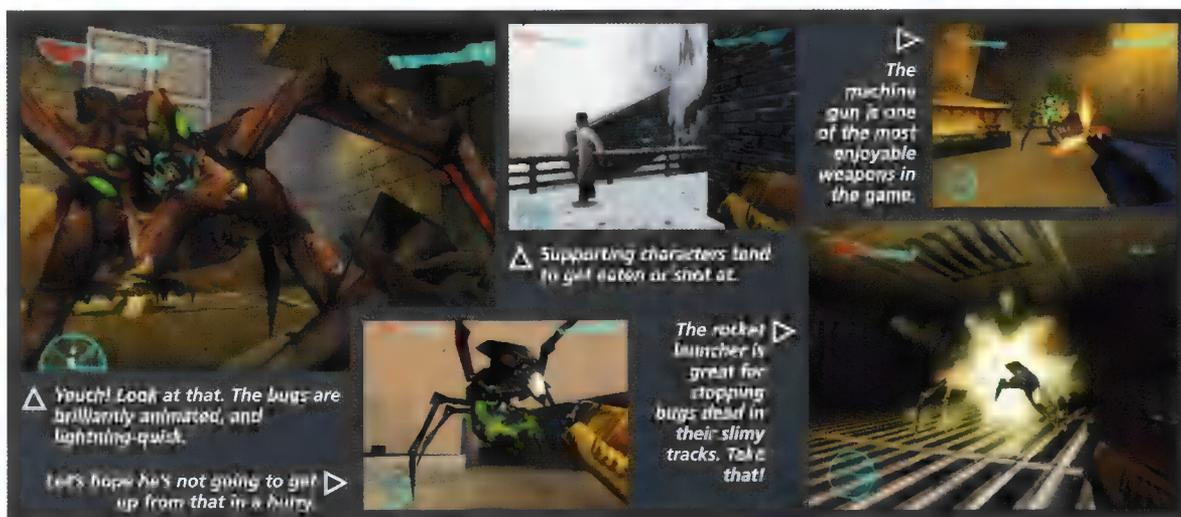 Youch! Look at that. The bugs are
brilliantly animated, and
lightning-quick.
Let's hope he's not going to get
up from that in a hurry.
Supporting characters tend
to get eaten or shot at.
The rocket
launcher is
great for
stopping
bugs dead in
their slimy
tracks. Take
that!
The
machine
gun is one
of the most
enjoyable
weapons in
the game.